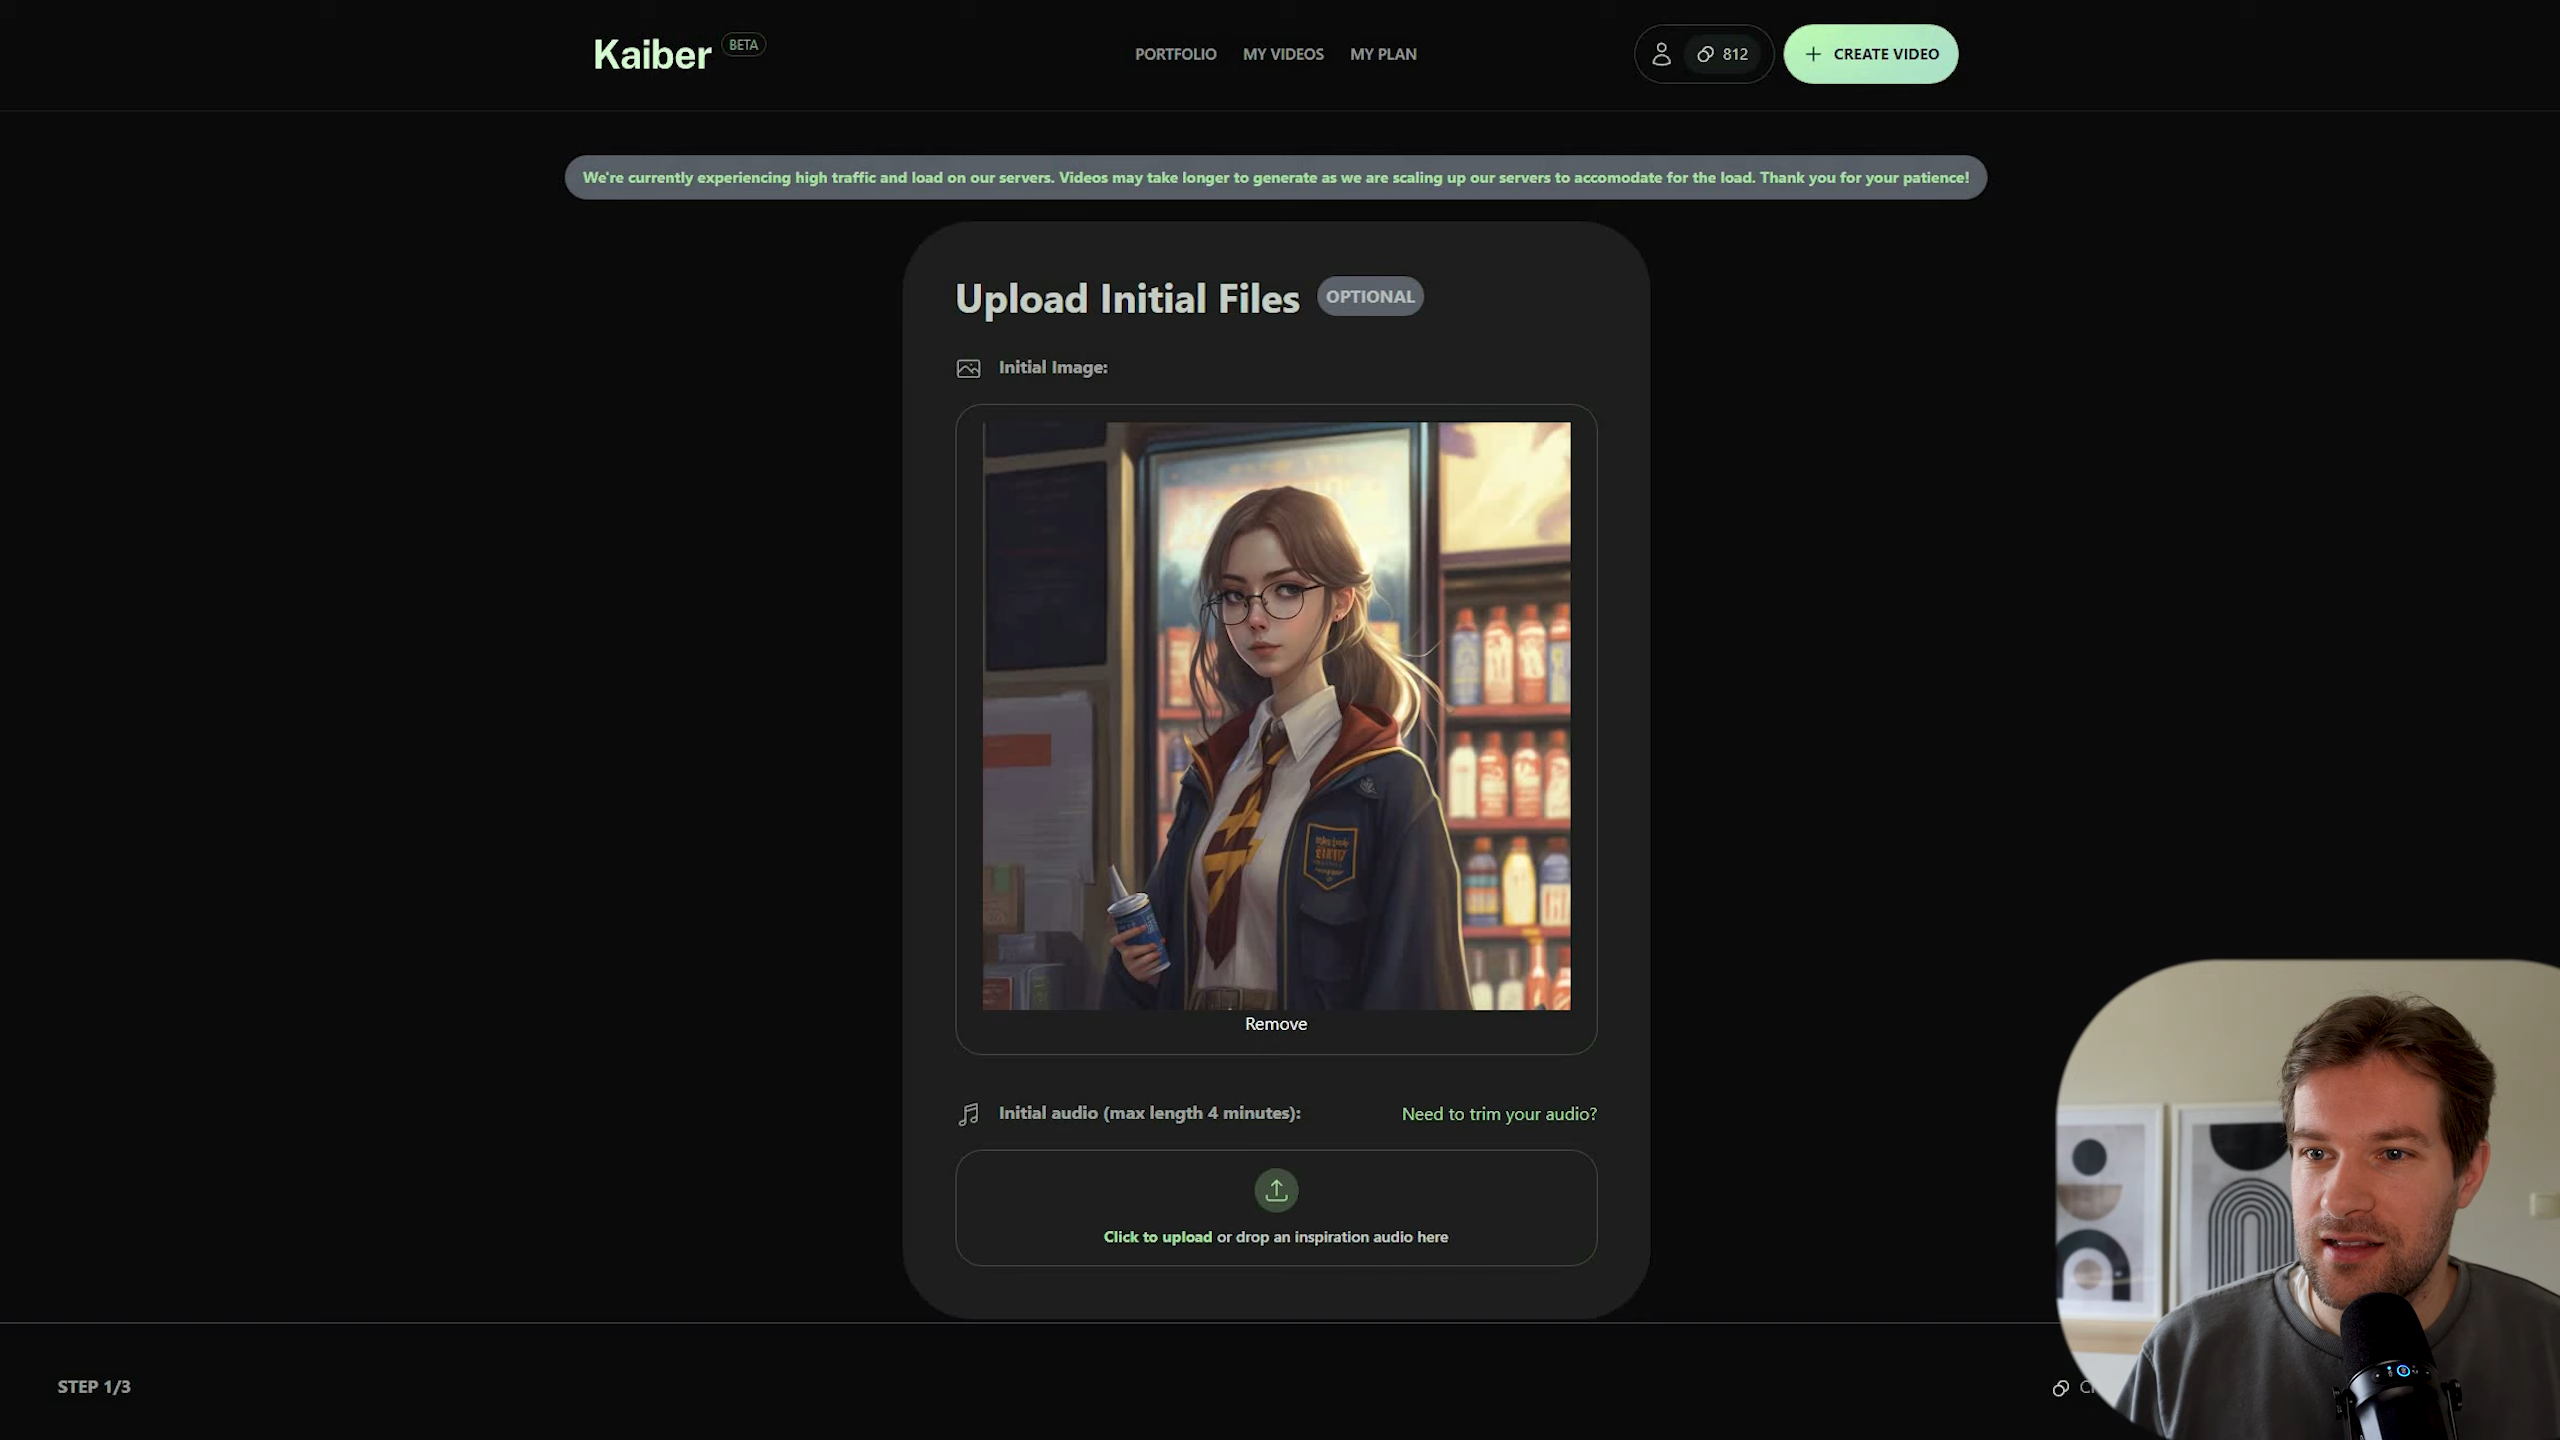 Kaiber BETA
PORTFOLIO MY VIDEOS MY PLAN
812
CREATE VIDEO
We're currently experiencing high traffic and load on our servers. Videos may take longer to generate as we are scaling up our servers to accomodate for the load. Thank you for your patience!
Upload Initial Files OPTIONAL
Initial Image:
Remove
Initial audio (max length 4 minutes): Need to trim your audio?
Click to upload or drop an inspiration audio here
STEP 1/3